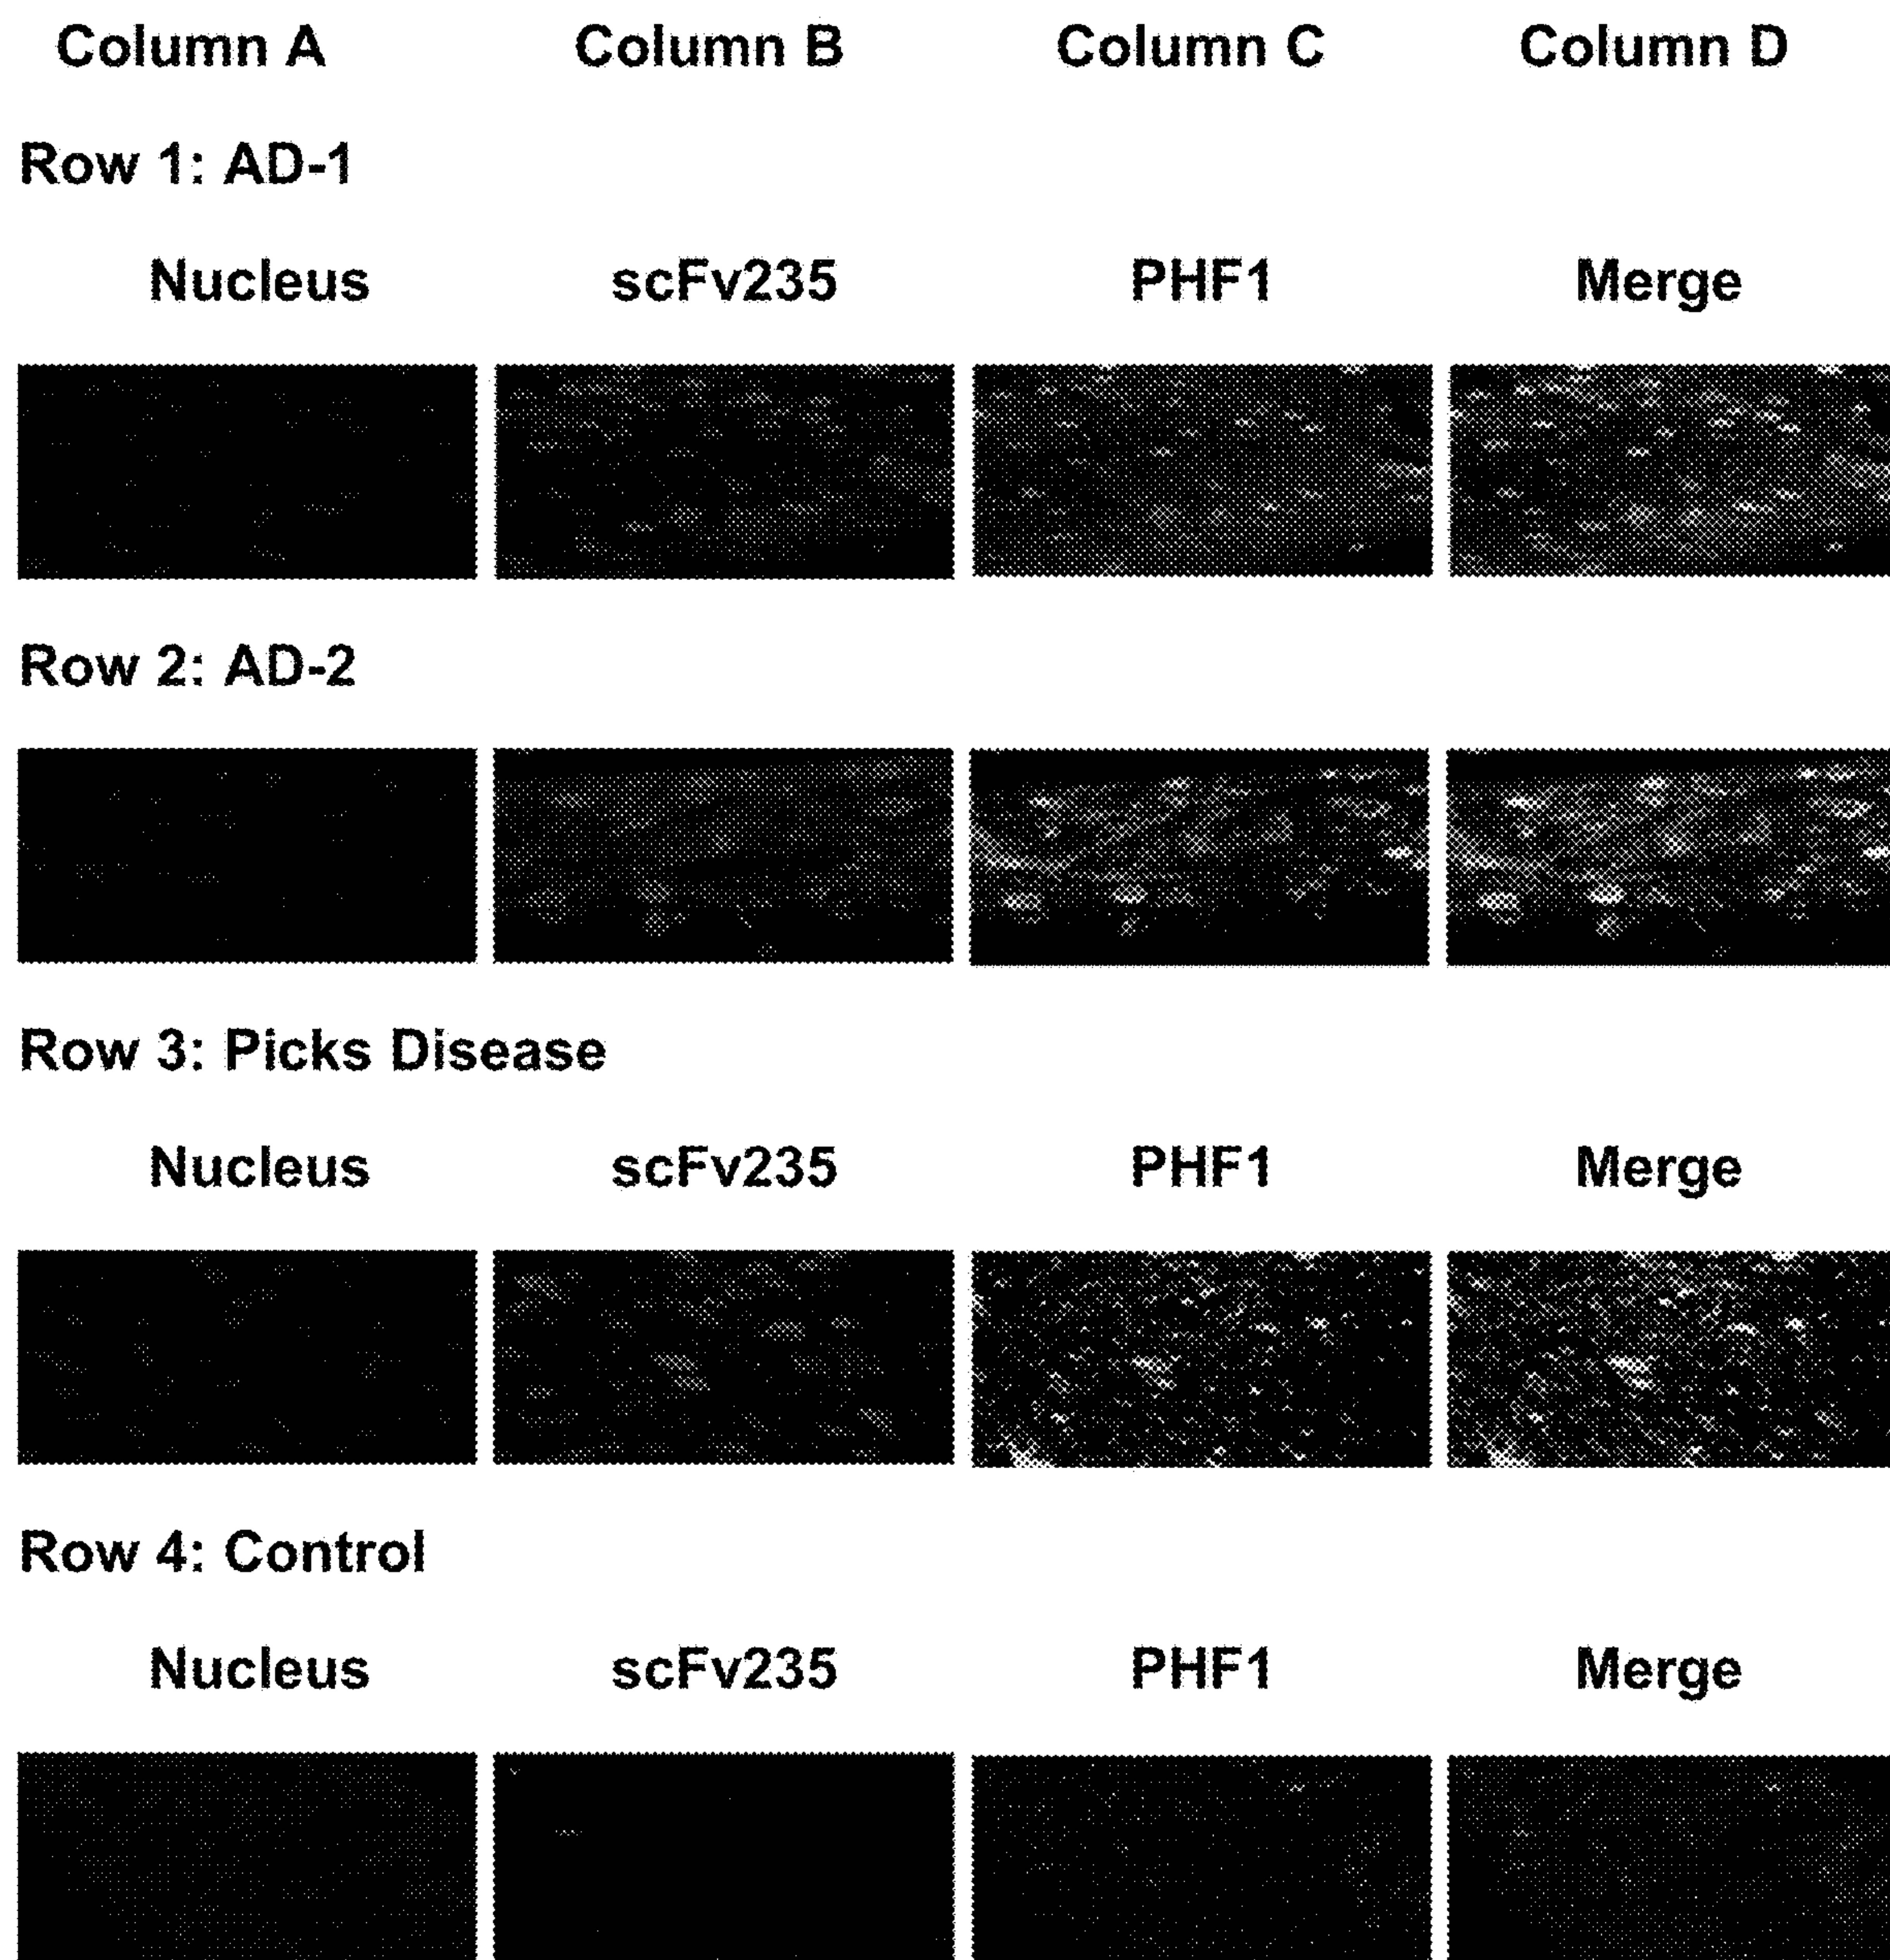 Column A Column B Column C Column D
Row 1: AD-1
Nucleus scFv235 PHF1 Merge
Row 2: AD-2
Row 3: Picks Disease
Nucleus scFv235 PHF1 Merge
Row 4: Control
Nucleus scFv235 PHF1 Merge